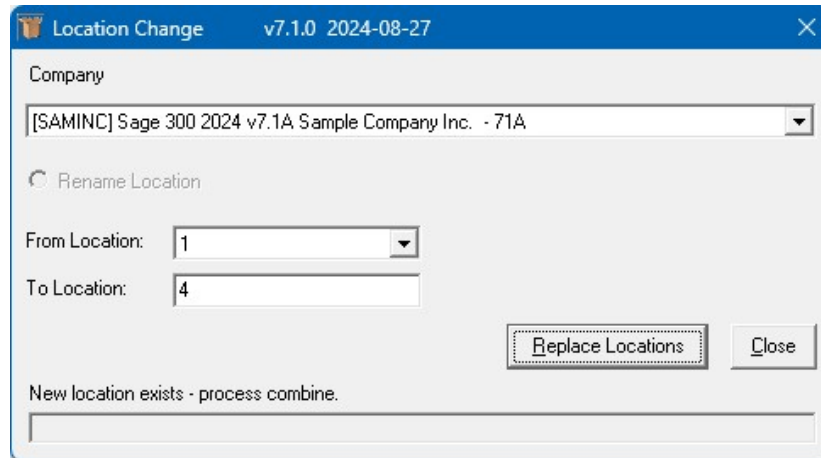 Location Change v7.1.0 2024-08-27
Company
[SAMINC] Sage 300 2024 v7.1A Sample Company Inc. - 71A
Rename Location
From Location: 1
To Location: 4
Replace Locations Close
New location exists - process combine.